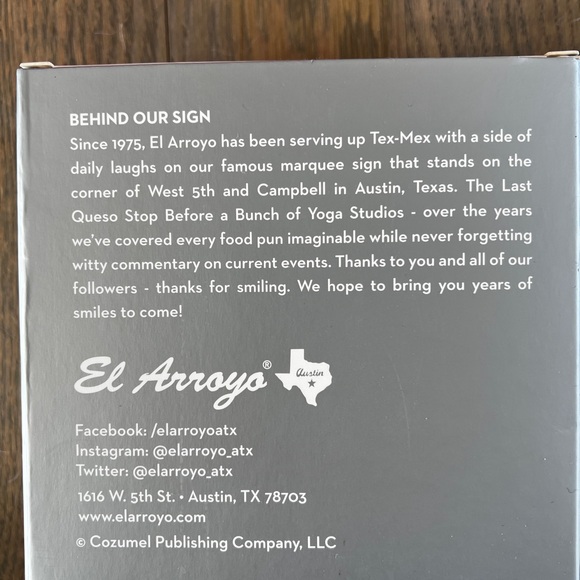 BEHIND OUR SIGN
Since 1975, El Arroyo has been serving up Tex-Mex with a side of
daily laughs on our famous marquee sign that stands on the
corner of West 5th and Campbell in Austin, Texas. The Last
Queso Stop Before a Bunch of Yoga Studios - over the years
we've covered every food pun imaginable while never forgetting
witty commentary on current events. Thanks to you and all of our
followers - thanks for smiling. We hope to bring you years of
smiles to come!
El Arroyo® Austin
Facebook: /elarroyoatx
Instagram: @elarroyo_atx
Twitter: @elarroyo_atx
1616 W. 5th St. • Austin, TX 78703
www.elarroyo.com
© Cozumel Publishing Company, LLC